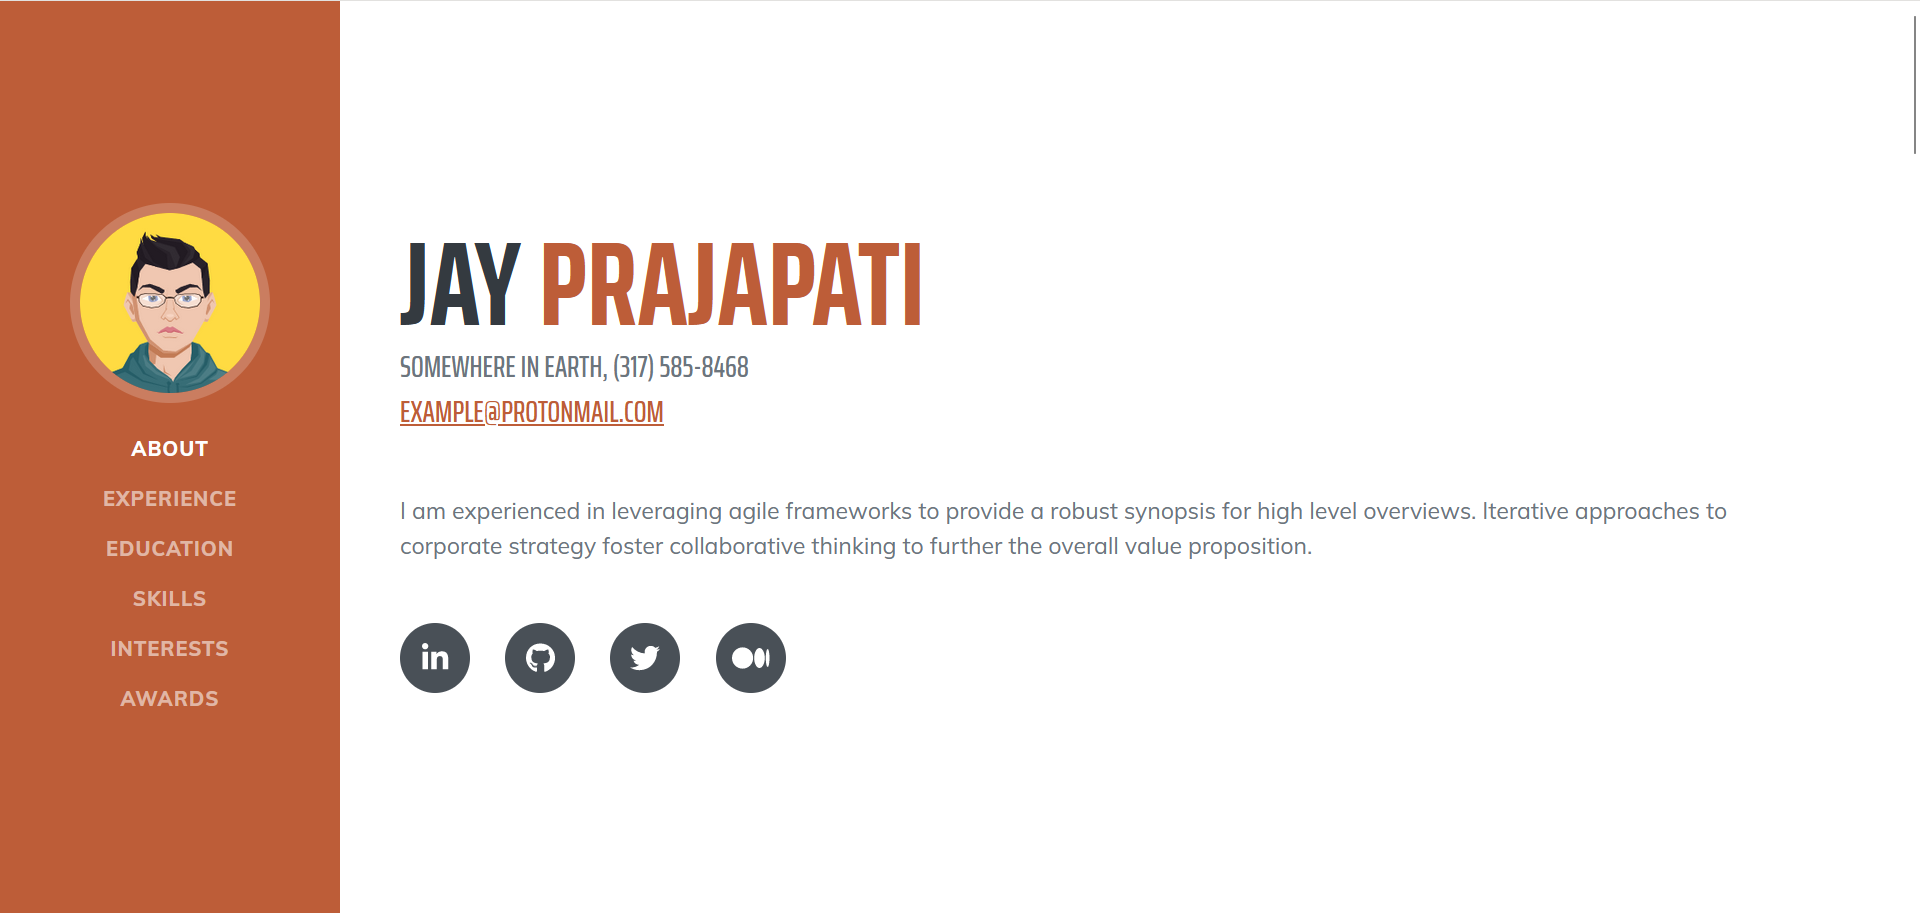 ABOUT
EXPERIENCE
EDUCATION
SKILLS
INTERESTS
AWARDS
JAY PRAJAPATI
SOMEWHERE IN EARTH, (317) 585-8468
EXAMPLE@PROTONMAIL.COM
I am experienced in leveraging agile frameworks to provide a robust synopsis for high level overviews. Iterative approaches to
corporate strategy foster collaborative thinking to further the overall value proposition.
in